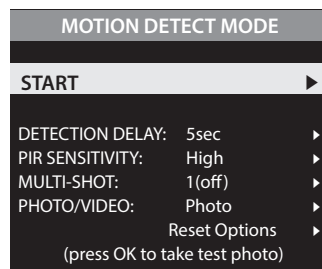 MOTION DETECT MODE
START
DETECTION DELAY: 5sec
PIR SENSITIVITY: High
MULTI-SHOT: 1(off)
PHOTO/VIDEO: Photo
Reset Options
(press OK to take test photo)